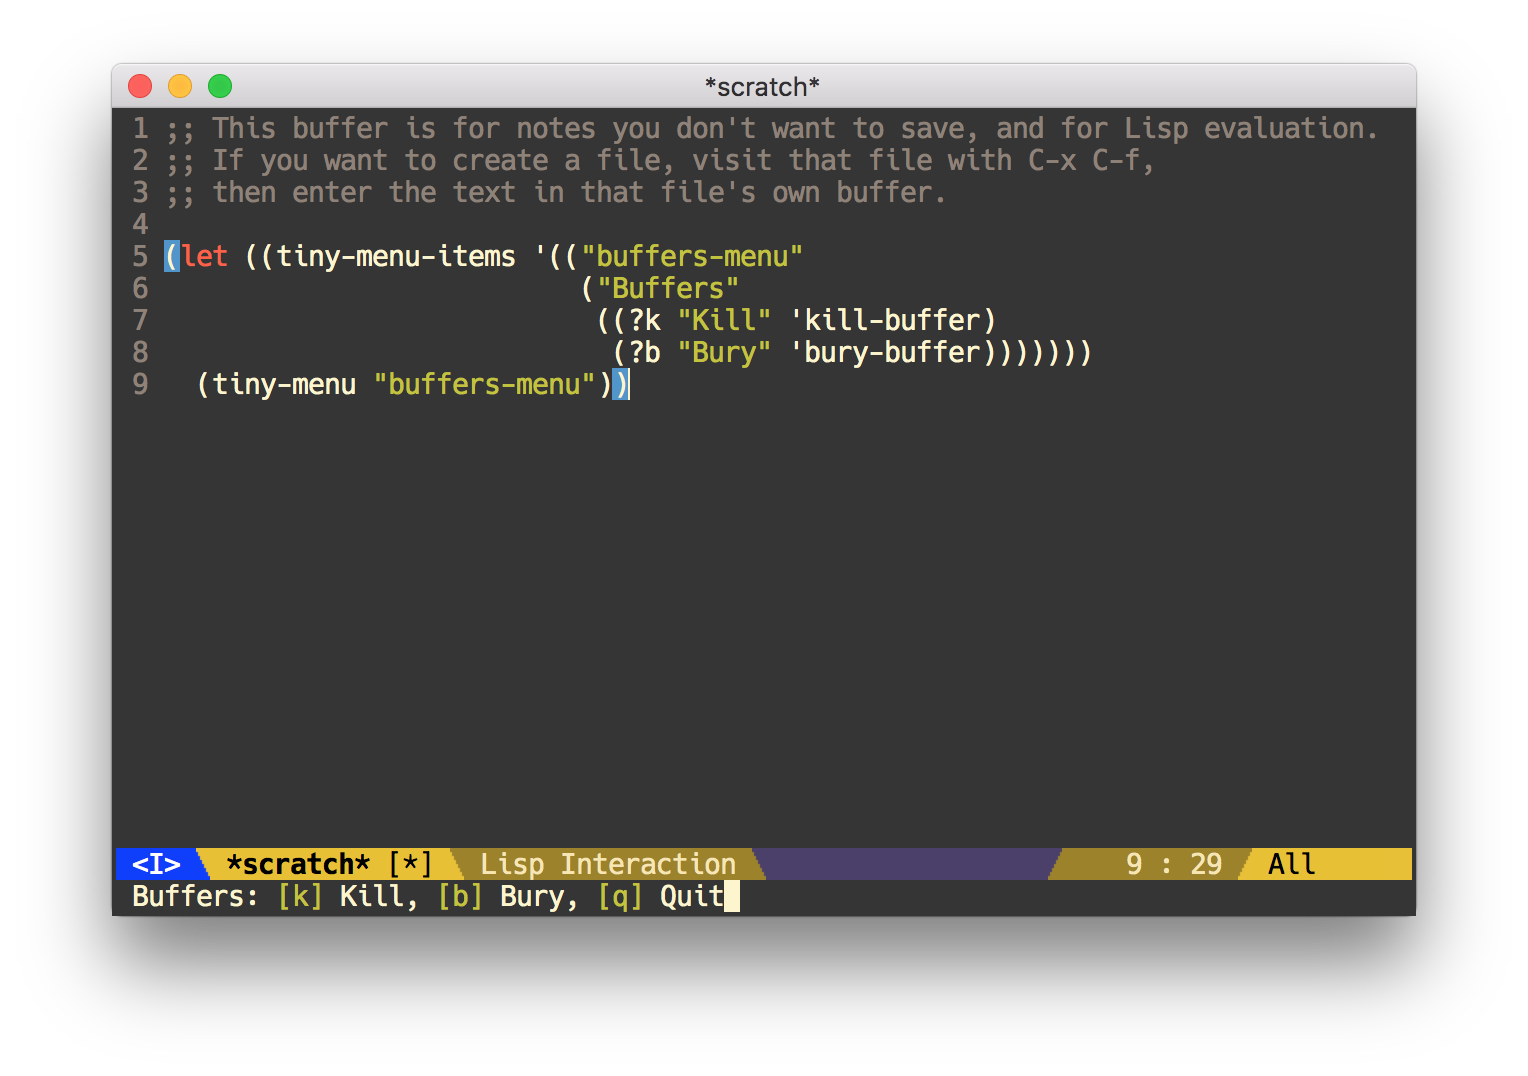 *scratch*
1 ;; This buffer is for notes you don't want to save, and for Lisp evaluation.
2 ;; If you want to create a file, visit that file with C-x C-f,
3 ;; then enter the text in that file's own buffer.
4
5 (let ((tiny-menu-items '(("buffers-menu"
6                           ("Buffers"
7                            ((?k "Kill" 'kill-buffer)
8                             (?b "Bury" 'bury-buffer)))))))
9   (tiny-menu "buffers-menu"))
<I> *scratch* [*] Lisp Interaction 9 : 29 All
Buffers: [k] Kill, [b] Bury, [q] Quit